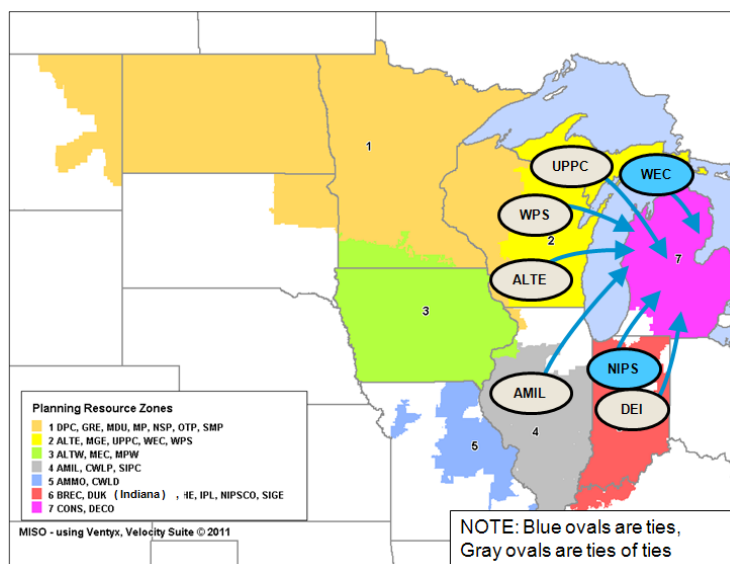 UPPC
WEC
1
WPS
2
7
ALTE
3
NIPS
AMIL
DEI
4
5
Planning Resource Zones
1 DPC, GRE, MDU, MP, NSP, OTP, SMP
2 ALTE, MGE, UPPC, WEC, WPS
3 ALTW, MEC, MPW
4 AMIL, CWLP, SIPC
5 AMMO, CWLD
6 BREC, DUK (Indiana) , HE, IPL, NIPSCO, SIGE
7 CONS, DECO
MISO - using Ventyx, Velocity Suite © 2011
NOTE: Blue ovals are ties,
Gray ovals are ties of ties